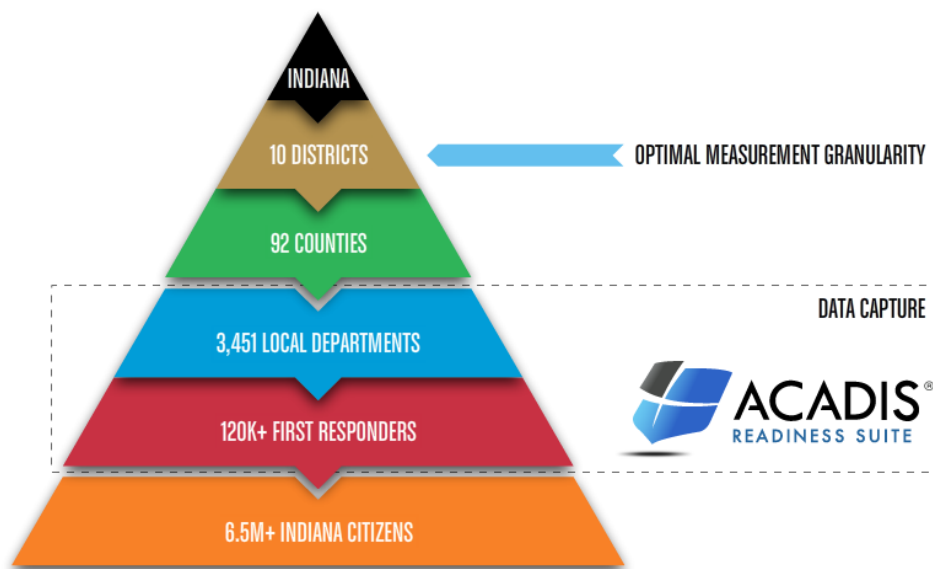 INDIANA
10 DISTRICTS
OPTIMAL MEASUREMENT GRANULARITY
92 COUNTIES
DATA CAPTURE
3,451 LOCAL DEPARTMENTS
ACADIS®
READINESS SUITE
120K+ FIRST RESPONDERS
6.5M+ INDIANA CITIZENS